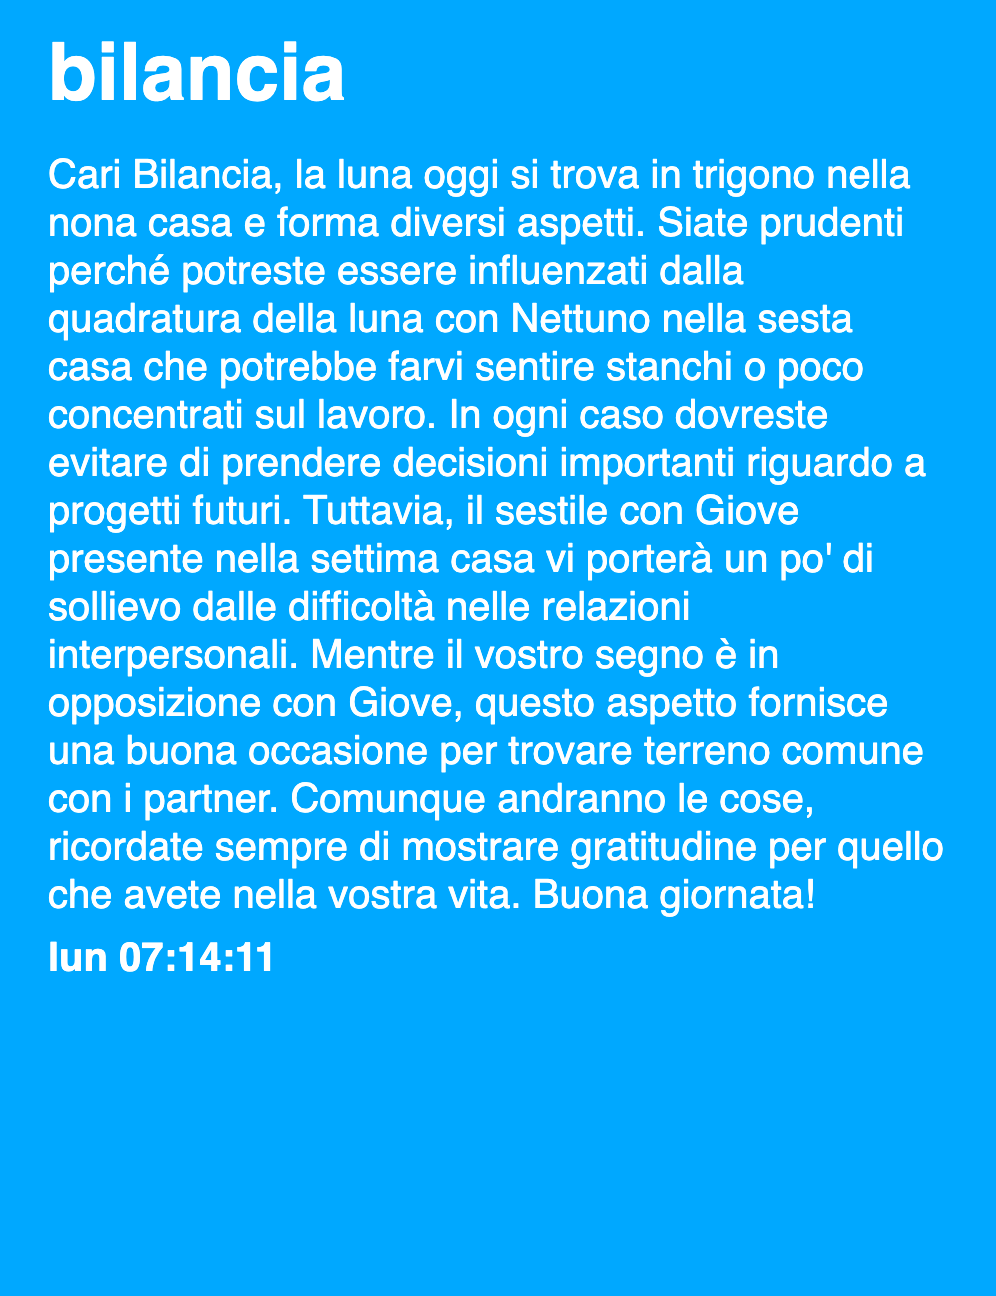 bilancia
Cari Bilancia, la luna oggi si trova in trigono nella
nona casa e forma diversi aspetti. Siate prudenti
perché potreste essere influenzati dalla
quadratura della luna con Nettuno nella sesta
casa che potrebbe farvi sentire stanchi o poco
concentrati sul lavoro. In ogni caso dovreste
evitare di prendere decisioni importanti riguardo a
progetti futuri. Tuttavia, il sestile con Giove
presente nella settima casa vi porterà un po' di
sollievo dalle difficoltà nelle relazioni
interpersonali. Mentre il vostro segno è in
opposizione con Giove, questo aspetto fornisce
una buona occasione per trovare terreno comune
con i partner. Comunque andranno le cose,
ricordate sempre di mostrare gratitudine per quello
che avete nella vostra vita. Buona giornata!
lun 07:14:11